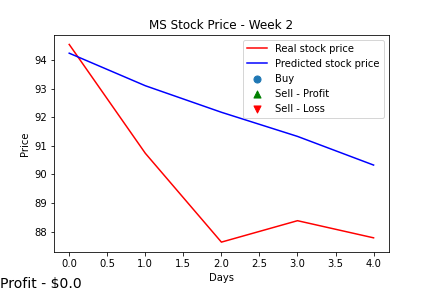 MS Stock Price - Week 2
Real stock price
Predicted stock price
Buy
Sell - Profit
Sell - Loss
Price
94
93
92
91
90
89
88
0.0 0.5 1.0 1.5 2.0 2.5 3.0 3.5 4.0
Days
Profit - $0.0